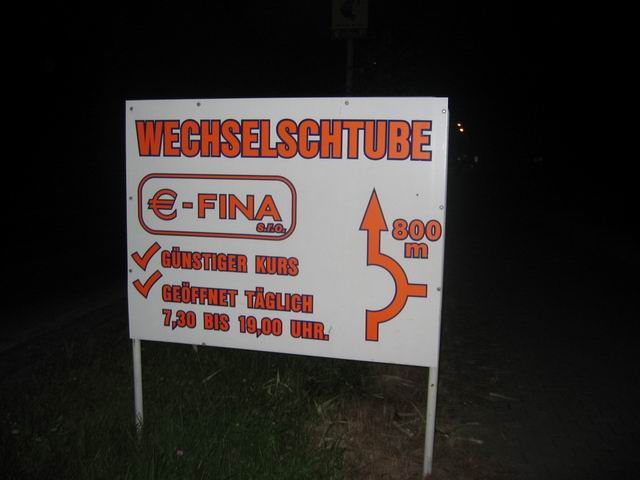 WECHSELSCHTUBE
€-FINA
s.r.o.
800
m
GÜNSTIGER KURS
GEÖFFNET TÄGLICH
7,30 BIS 19,00 UHR.